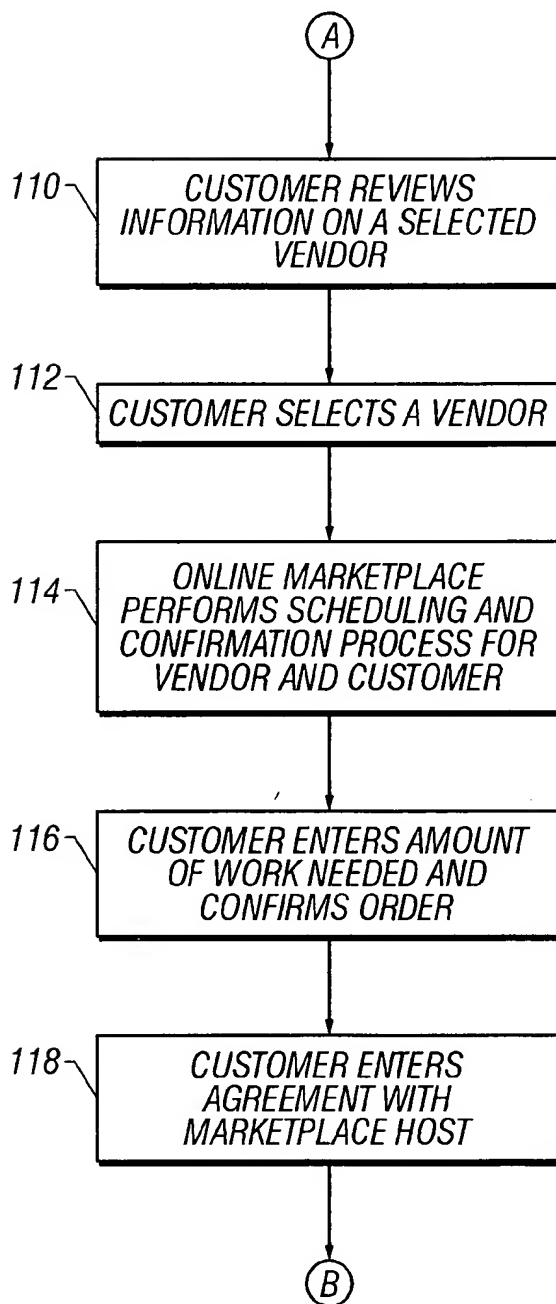 A
110
CUSTOMER REVIEWS
INFORMATION ON A SELECTED
VENDOR
112
CUSTOMER SELECTS A VENDOR
114
ONLINE MARKETPLACE
PERFORMS SCHEDULING AND
CONFIRMATION PROCESS FOR
VENDOR AND CUSTOMER
116
CUSTOMER ENTERS AMOUNT
OF WORK NEEDED AND
CONFIRMS ORDER
118
CUSTOMER ENTERS
AGREEMENT WITH
MARKETPLACE HOST
B